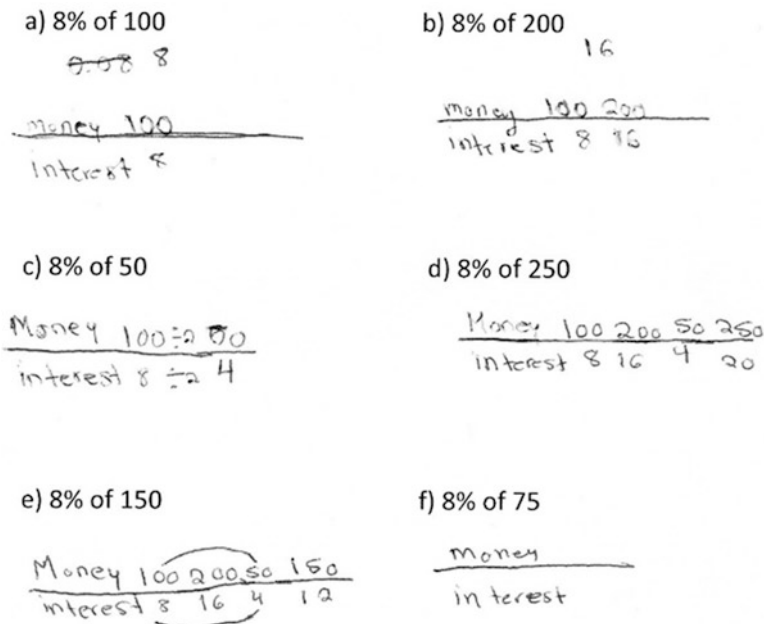 a) 8% of 100
0.08 8
money 100
interest 8
b) 8% of 200
16
money 100 200
interest 8 16
c) 8% of 50
Money 100÷2 50
interest 8 ÷2 4
d) 8% of 250
Money 100 200 50 250
interest 8 16 4 20
e) 8% of 150
Money 100 200 50 150
interest 8 16 4 12
f) 8% of 75
money
interest